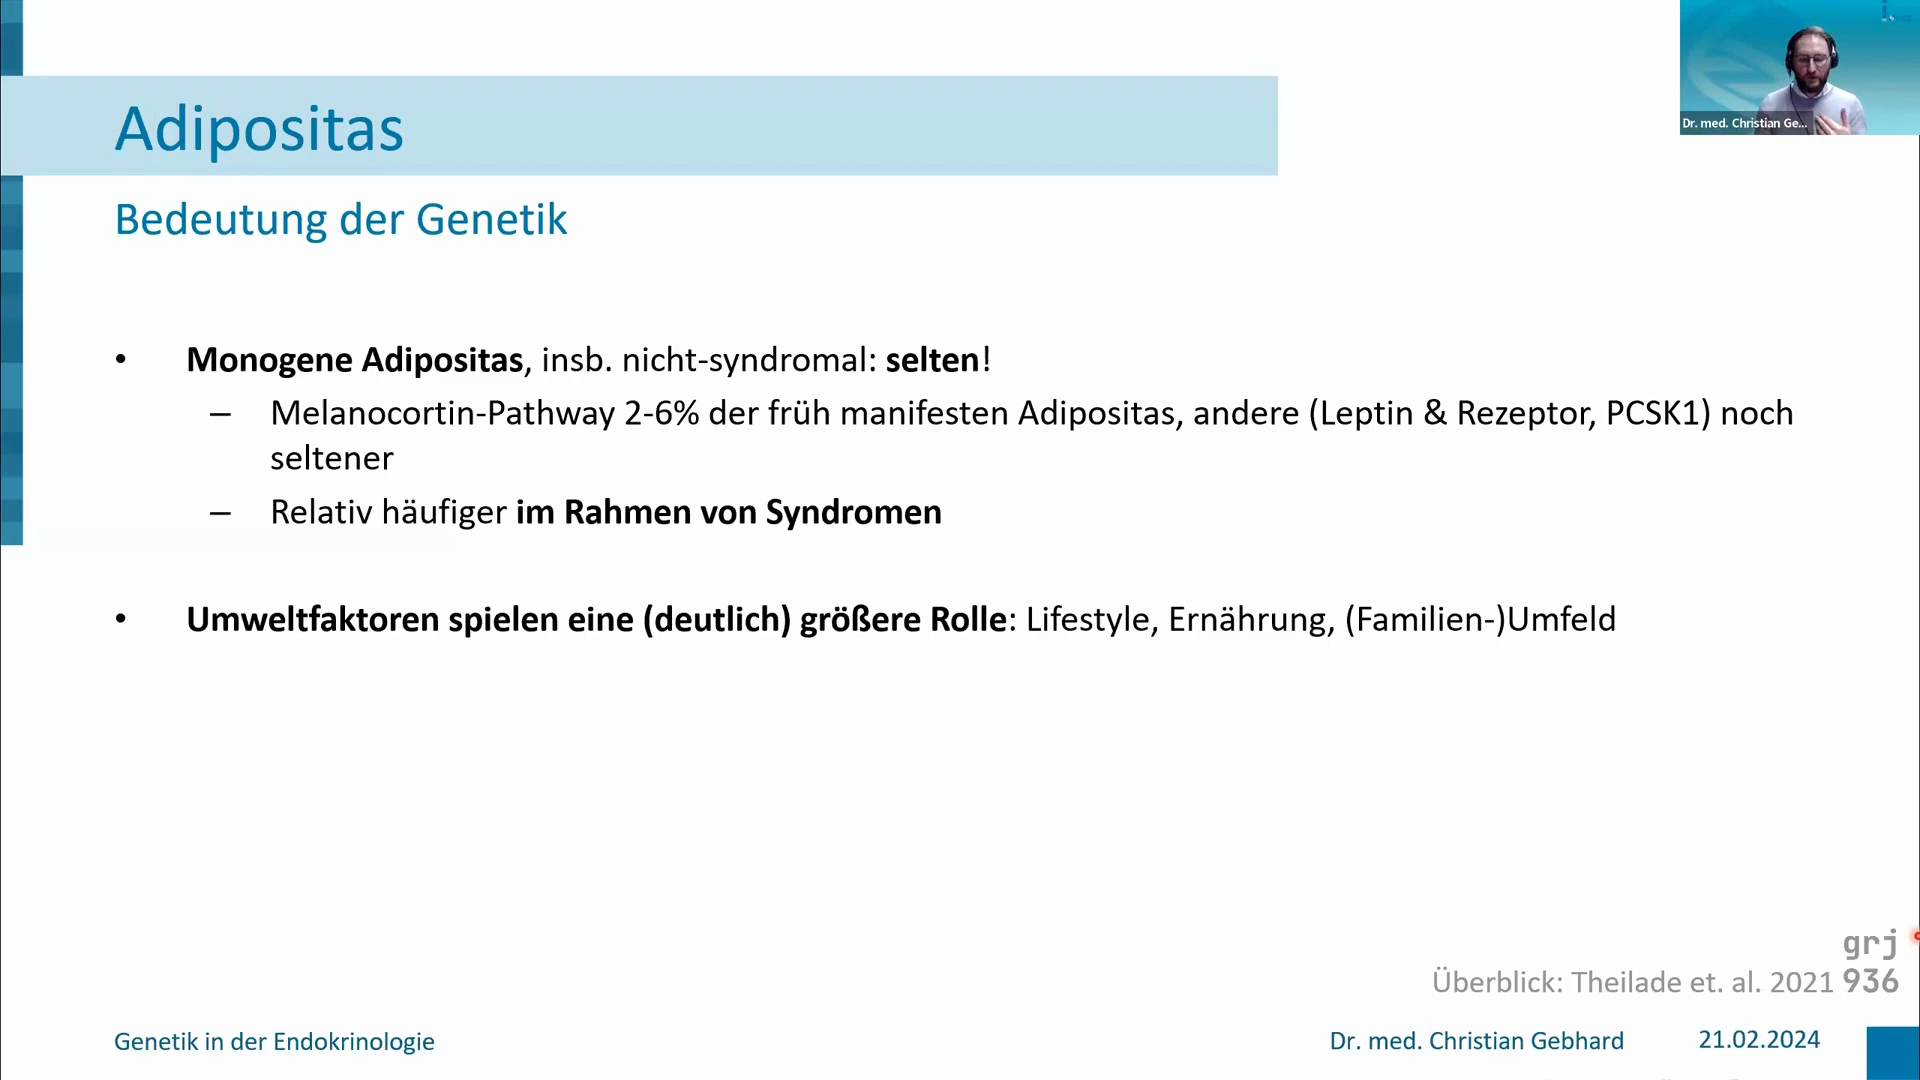 Adipositas
Dr. med. Christian Ge...
Bedeutung der Genetik
• Monogene Adipositas, insb. nicht-syndromal: selten!
– Melanocortin-Pathway 2-6% der früh manifesten Adipositas, andere (Leptin & Rezeptor, PCSK1) noch
seltener
– Relativ häufiger im Rahmen von Syndromen
• Umweltfaktoren spielen eine (deutlich) größere Rolle: Lifestyle, Ernährung, (Familien-)Umfeld
grj
Überblick: Theilade et. al. 2021 936
Genetik in der Endokrinologie
Dr. med. Christian Gebhard
21.02.2024